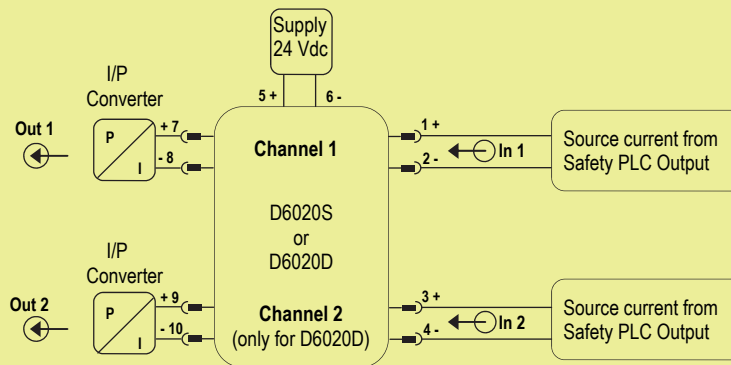 Supply
24 Vdc
5 +
6 -
I/P
Converter
Out 1
P
I
+ 7
- 8
Channel 1
1 +
2 -
In 1
Source current from
Safety PLC Output
D6020S
or
D6020D
I/P
Converter
Out 2
P
I
+ 9
- 10
Channel 2
(only for D6020D)
3 +
4 -
In 2
Source current from
Safety PLC Output